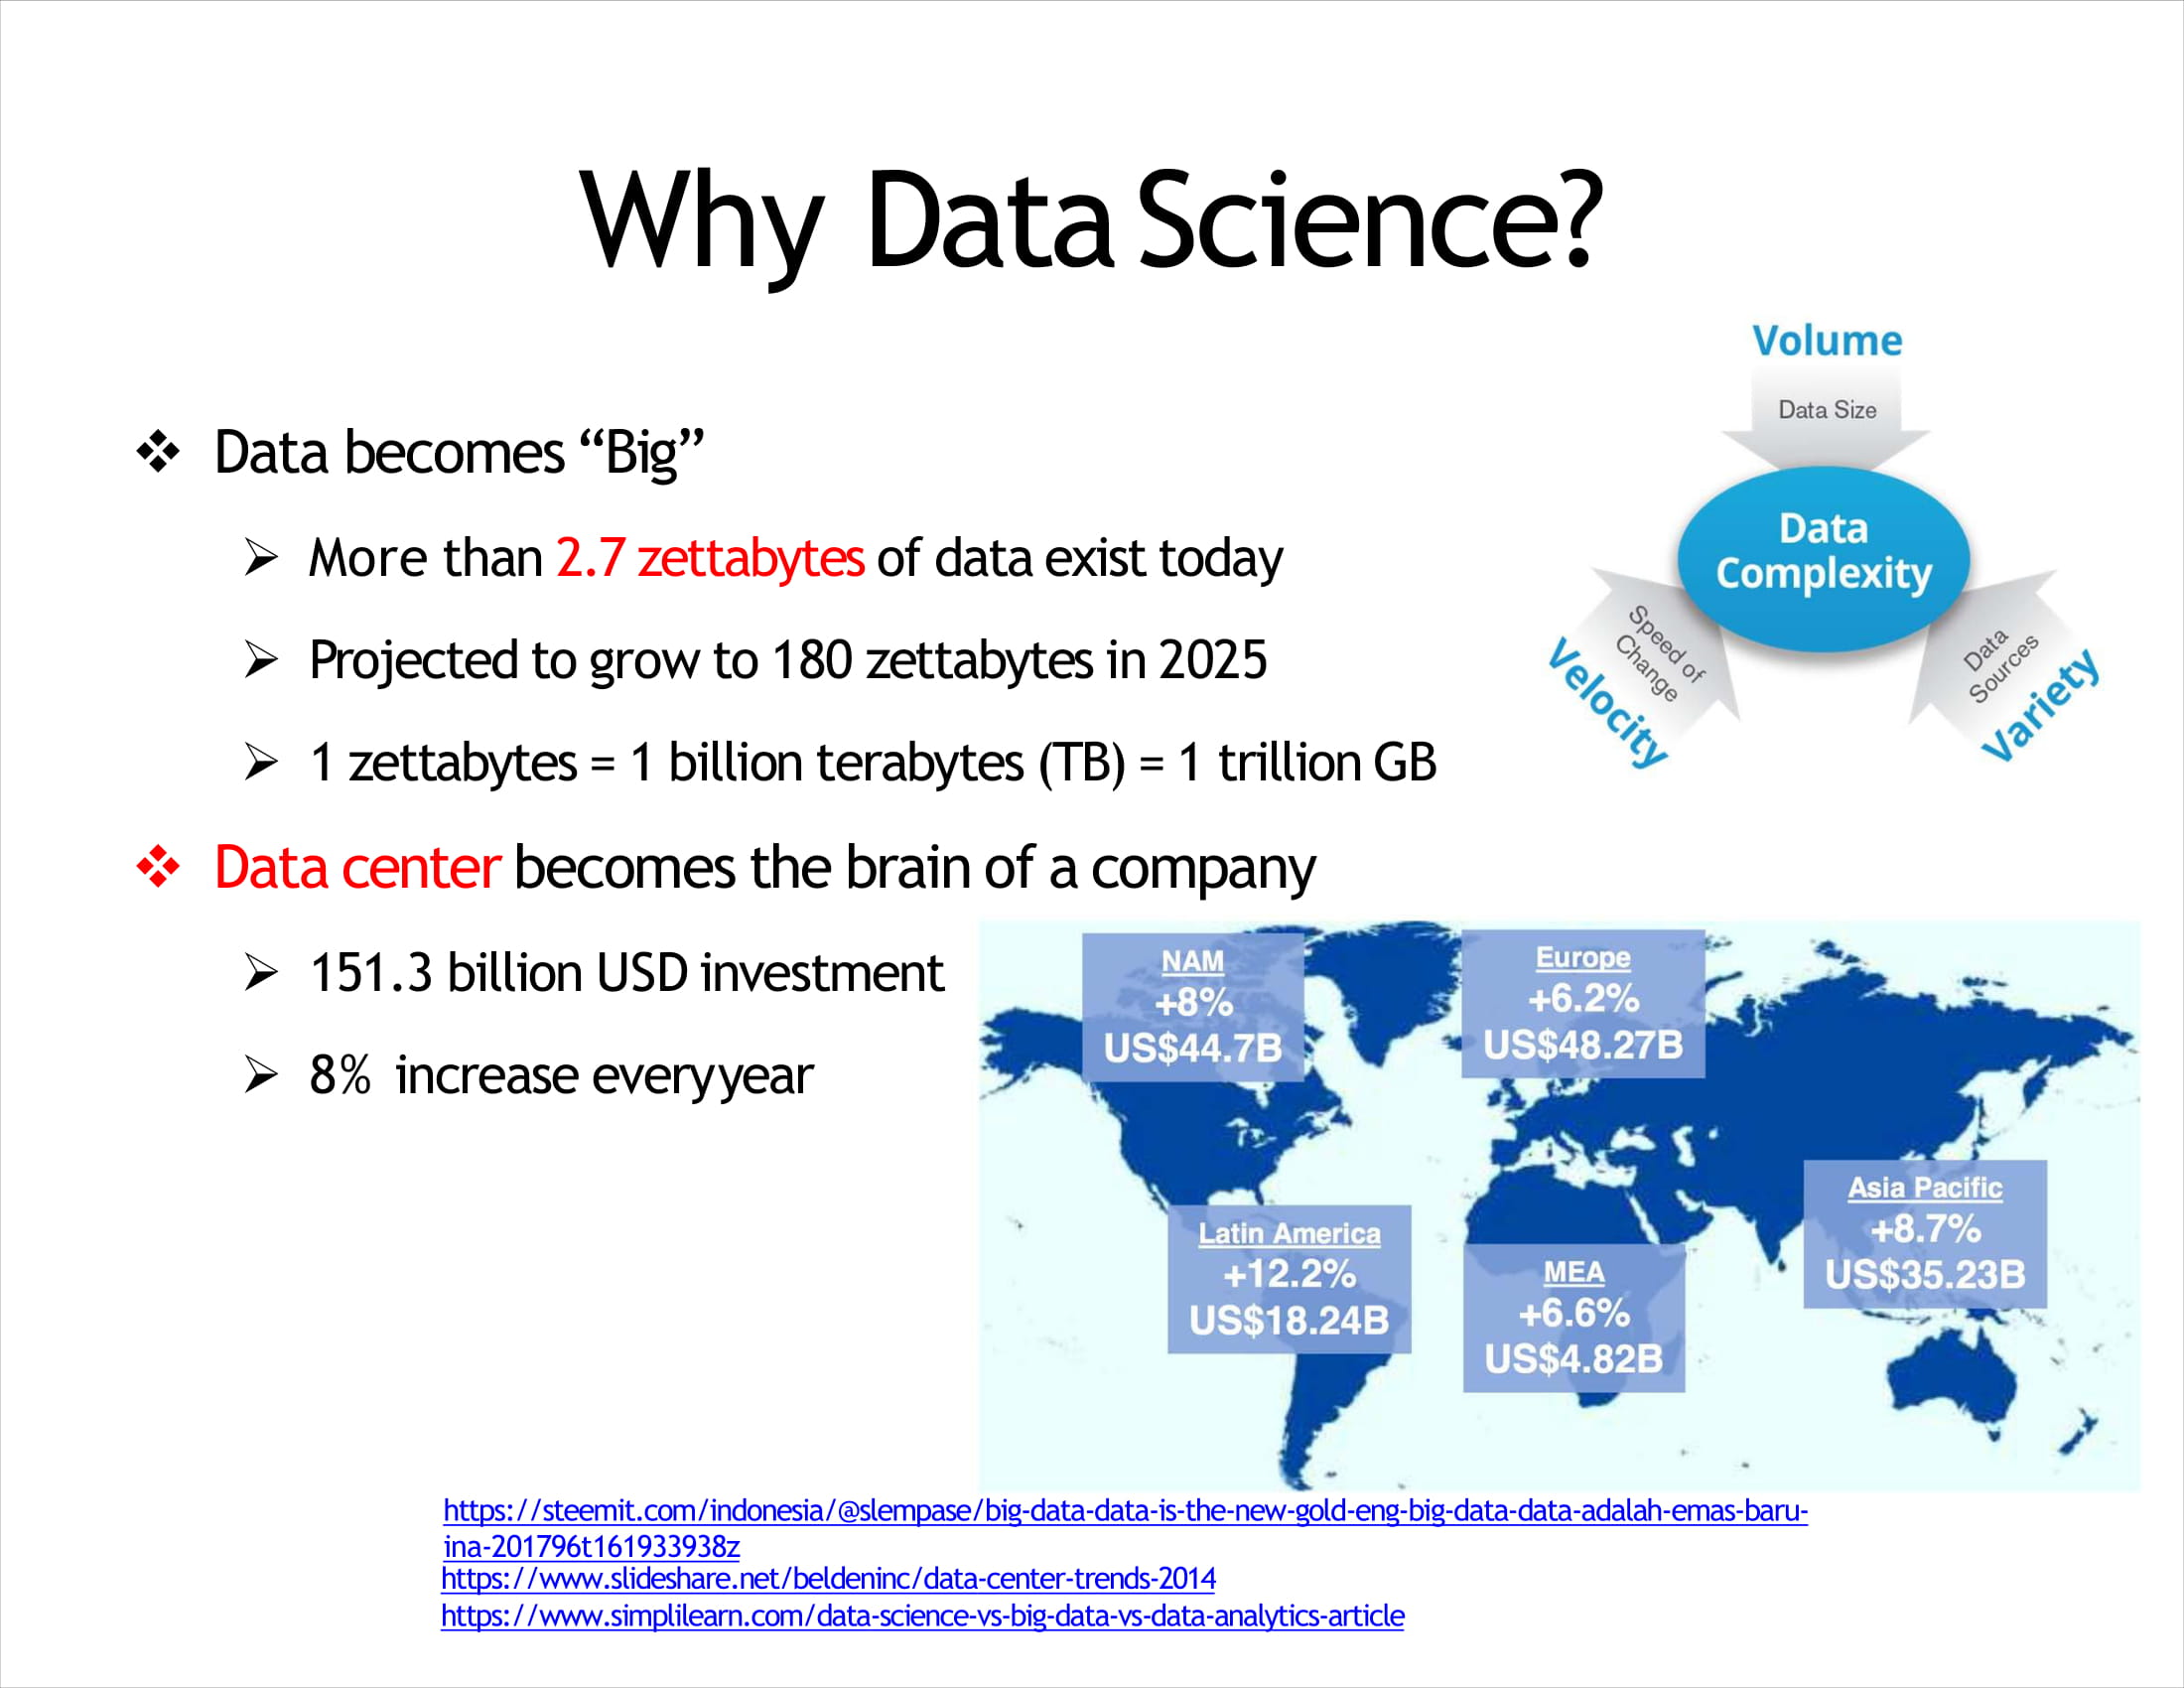 Why Data Science?
Volume
Data Size
Data
Complexity
Speed of
Change
Velocity
Data
Sources
Variety
❖ Data becomes “Big”
➢ More than 2.7 zettabytes of data exist today
➢ Projected to grow to 180 zettabytes in 2025
➢ 1 zettabytes = 1 billion terabytes (TB) = 1 trillion GB
❖ Data center becomes the brain of a company
➢ 151.3 billion USD investment
➢ 8% increase everyyear
NAM
+8%
US$44.7B
Europe
+6.2%
US$48.27B
Latin America
+12.2%
US$18.24B
MEA
+6.6%
US$4.82B
Asia Pacific
+8.7%
US$35.23B
https://steemit.com/indonesia/@slempase/big-data-data-is-the-new-gold-eng-big-data-data-adalah-emas-baru-
ina-201796t161933938z
https://www.slideshare.net/beldeninc/data-center-trends-2014
https://www.simplilearn.com/data-science-vs-big-data-vs-data-analytics-article